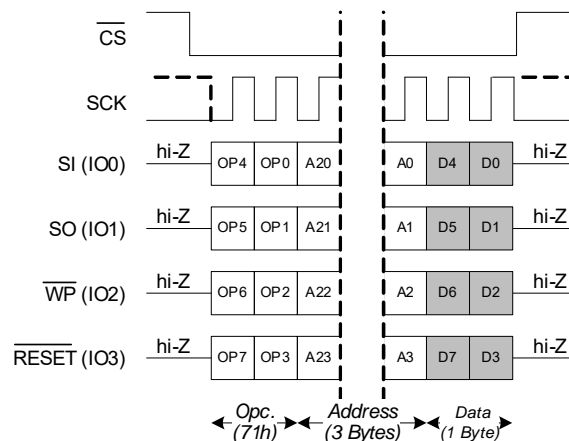 CS
SCK
hi-Z hi-Z
SI (IO0) OP4 OP0 A20 A0 D4 D0
hi-Z hi-Z
SO (IO1) OP5 OP1 A21 A1 D5 D1
hi-Z hi-Z
WP (IO2) OP6 OP2 A22 A2 D6 D2
hi-Z hi-Z
RESET (IO3) OP7 OP3 A23 A3 D7 D3
Opc. Address Data
(71h) (3 Bytes) (1 Byte)